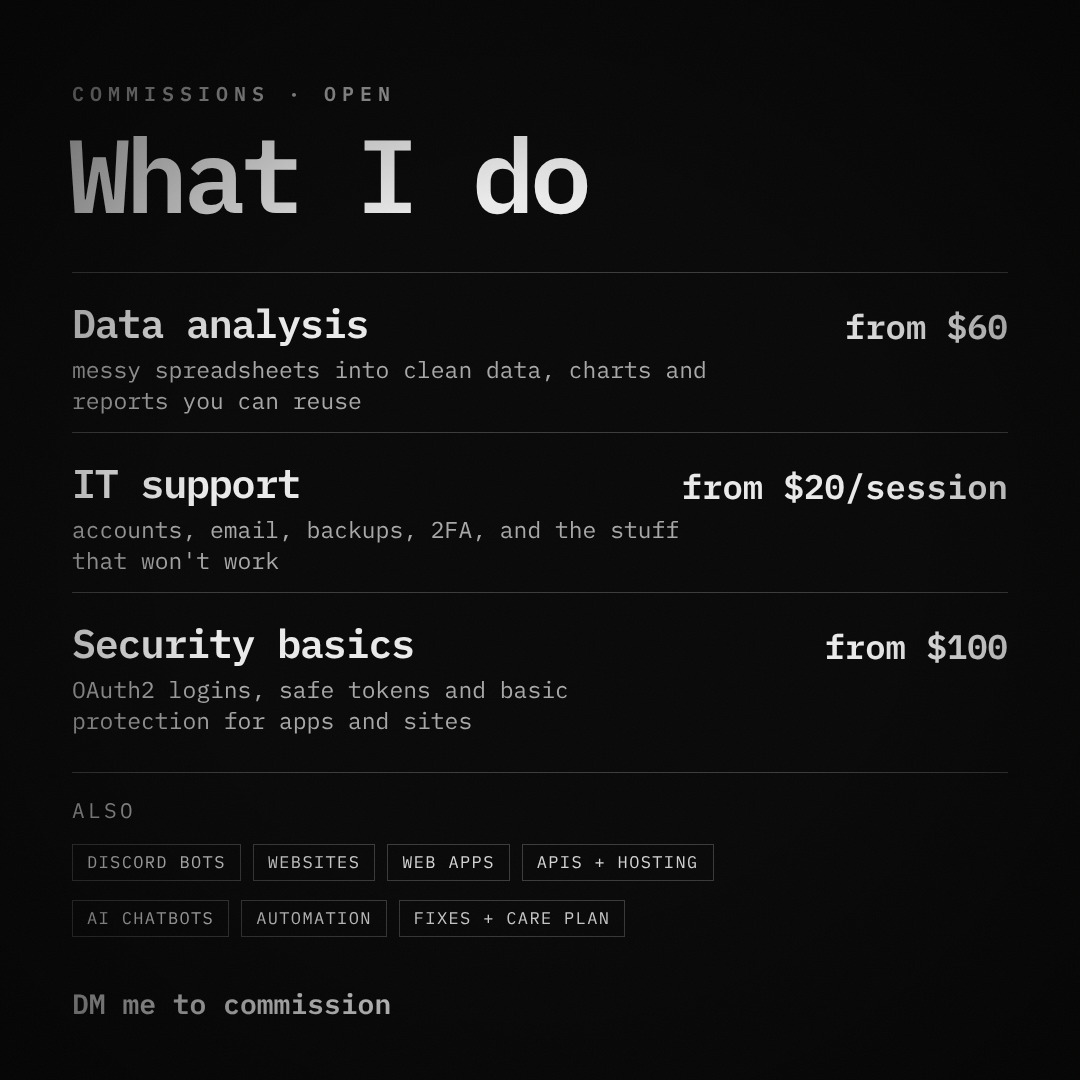 COMMISSIONS · OPEN
What I do
Data analysis from $60
messy spreadsheets into clean data, charts and
reports you can reuse
IT support from $20/session
accounts, email, backups, 2FA, and the stuff
that won't work
Security basics from $100
OAuth2 logins, safe tokens and basic
protection for apps and sites
ALSO
DISCORD BOTS WEBSITES WEB APPS APIS + HOSTING
AI CHATBOTS AUTOMATION FIXES + CARE PLAN
DM me to commission